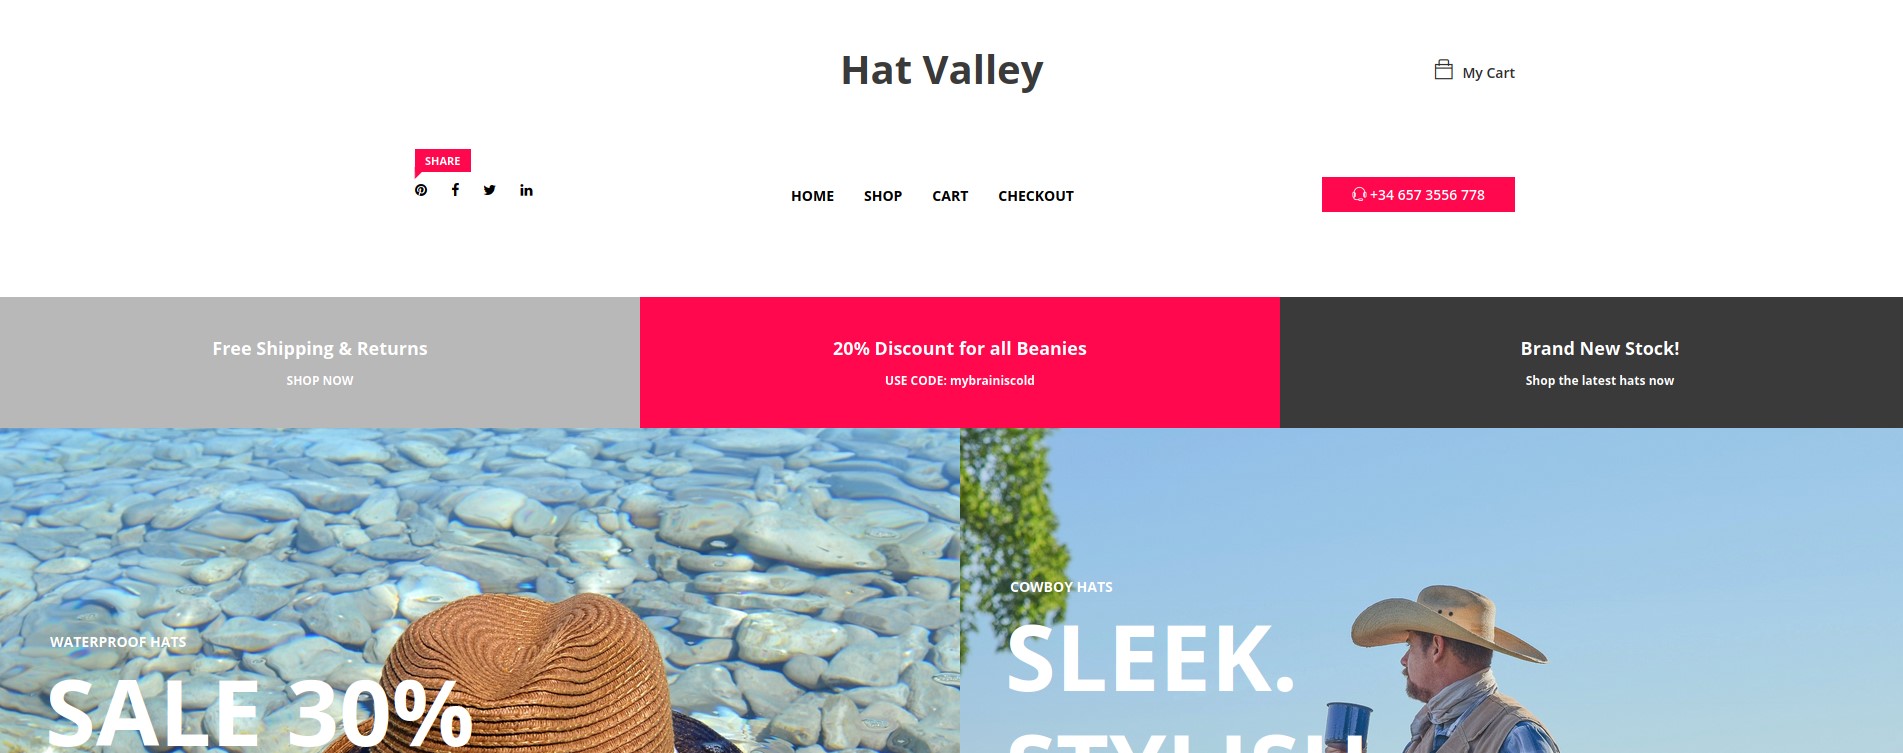 Hat Valley
My Cart
SHARE
HOME SHOP CART CHECKOUT
+34 657 3556 778
Free Shipping & Returns
SHOP NOW
20% Discount for all Beanies
USE CODE: mybrainiscold
Brand New Stock!
Shop the latest hats now
WATERPROOF HATS
SALE 30%
COWBOY HATS
SLEEK.
STYLISH